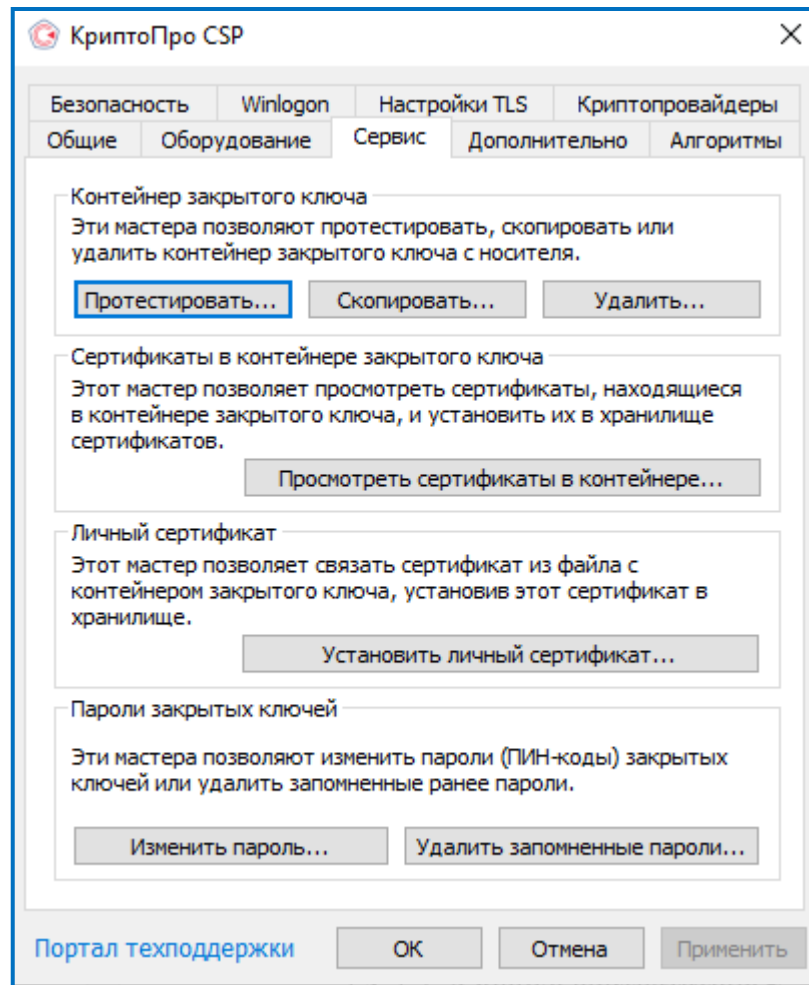 КриптоПро CSP
Безопасность Winlogon Настройки TLS Криптопровайдеры
Общие Оборудование Сервис Дополнительно Алгоритмы
Контейнер закрытого ключа
Эти мастера позволяют протестировать, скопировать или
удалить контейнер закрытого ключа с носителя.
Протестировать... Скопировать... Удалить...
Сертификаты в контейнере закрытого ключа
Этот мастер позволяет просмотреть сертификаты, находящиеся
в контейнере закрытого ключа, и установить их в хранилище
сертификатов.
Просмотреть сертификаты в контейнере...
Личный сертификат
Этот мастер позволяет связать сертификат из файла с
контейнером закрытого ключа, установив этот сертификат в
хранилище.
Установить личный сертификат...
Пароли закрытых ключей
Эти мастера позволяют изменить пароли (ПИН-коды) закрытых
ключей или удалить запомненные ранее пароли.
Изменить пароль... Удалить запомненные пароли...
Портал техподдержки ОК Отмена Применить